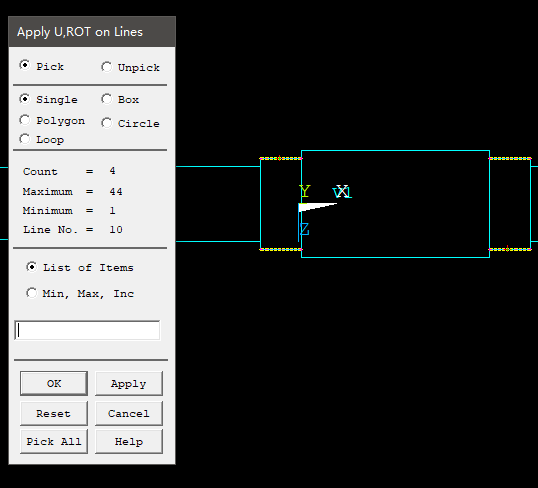 Apply U,ROT on Lines
Pick Unpick
Single Box
Polygon Circle
Loop
Count = 4
Maximum = 44
Minimum = 1
Line No. = 10
List of Items
Min, Max, Inc
OK Apply
Reset Cancel
Pick All Help
Y X
Z